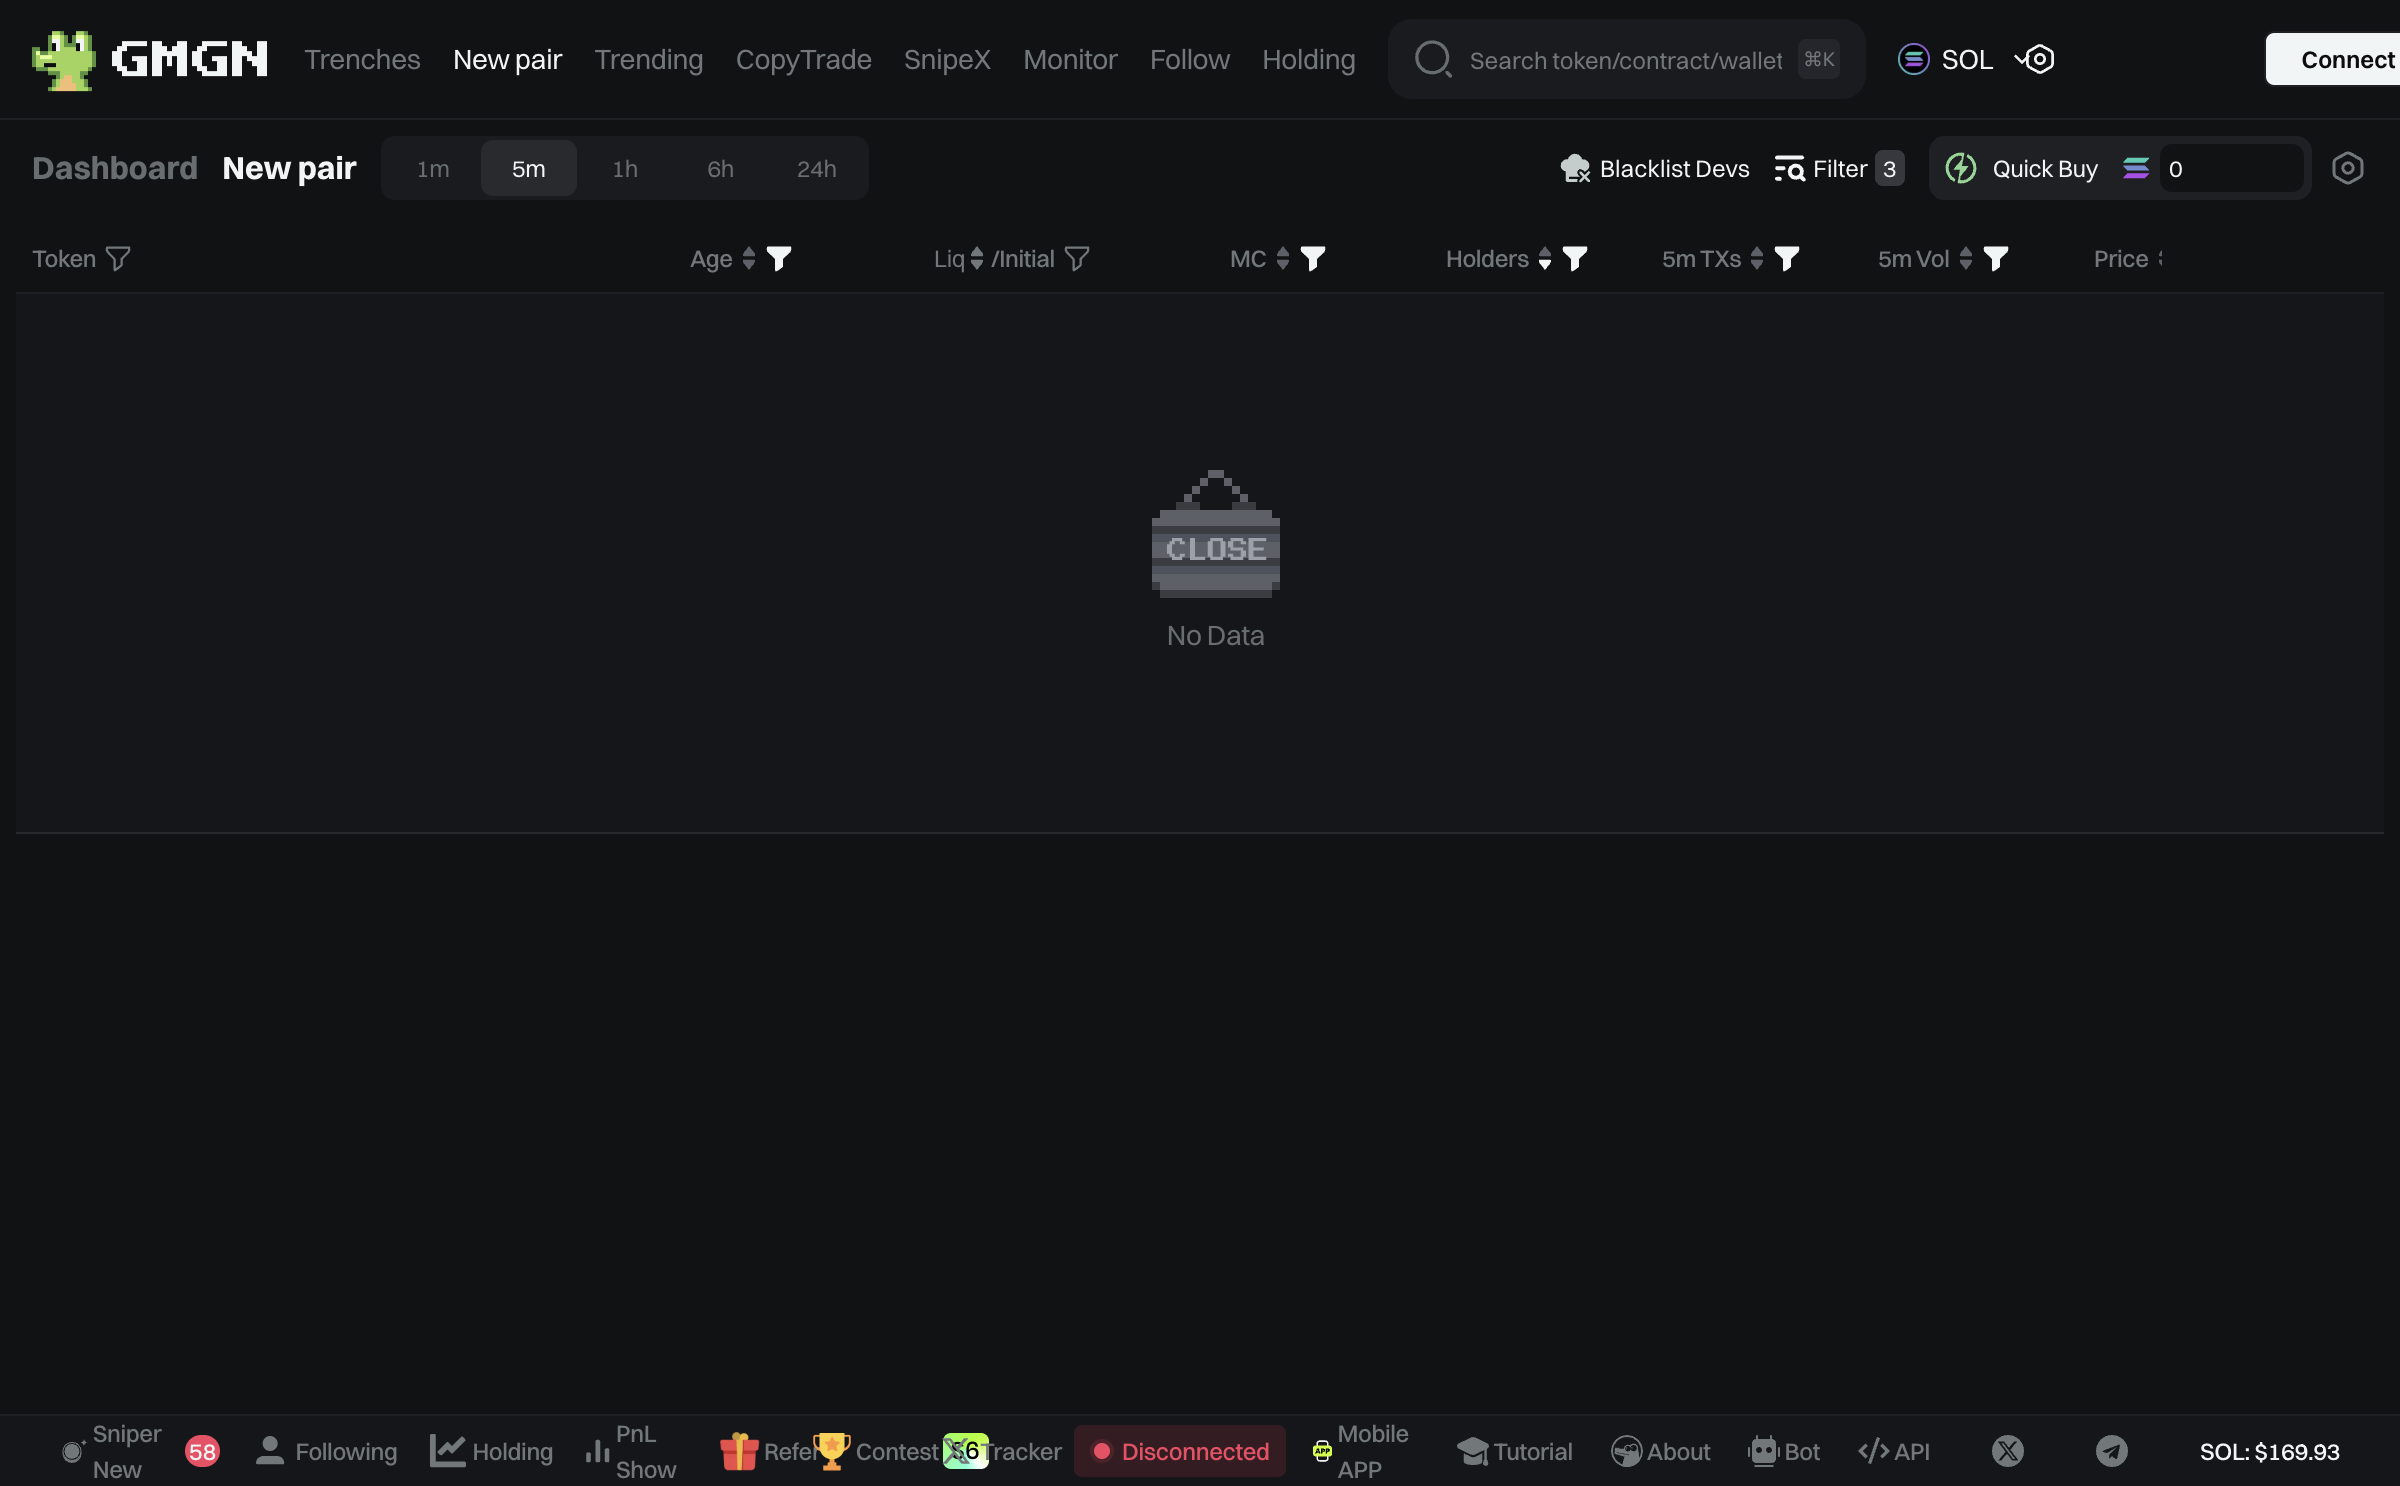 GMGN Trenches New pair Trending CopyTrade SnipeX Monitor Follow Holding Search token/contract/wallet ⌘K SOL Connect
Dashboard New pair 1m 5m 1h 6h 24h Blacklist Devs Filter 3 Quick Buy 0
Token Age Liq /Initial MC Holders 5m TXs 5m Vol Price
CLOSE
No Data
Sniper New 58 Following Holding PnL Show Refer Contest S6 Tracker Disconnected APP Mobile APP Tutorial About Bot API SOL: $169.93